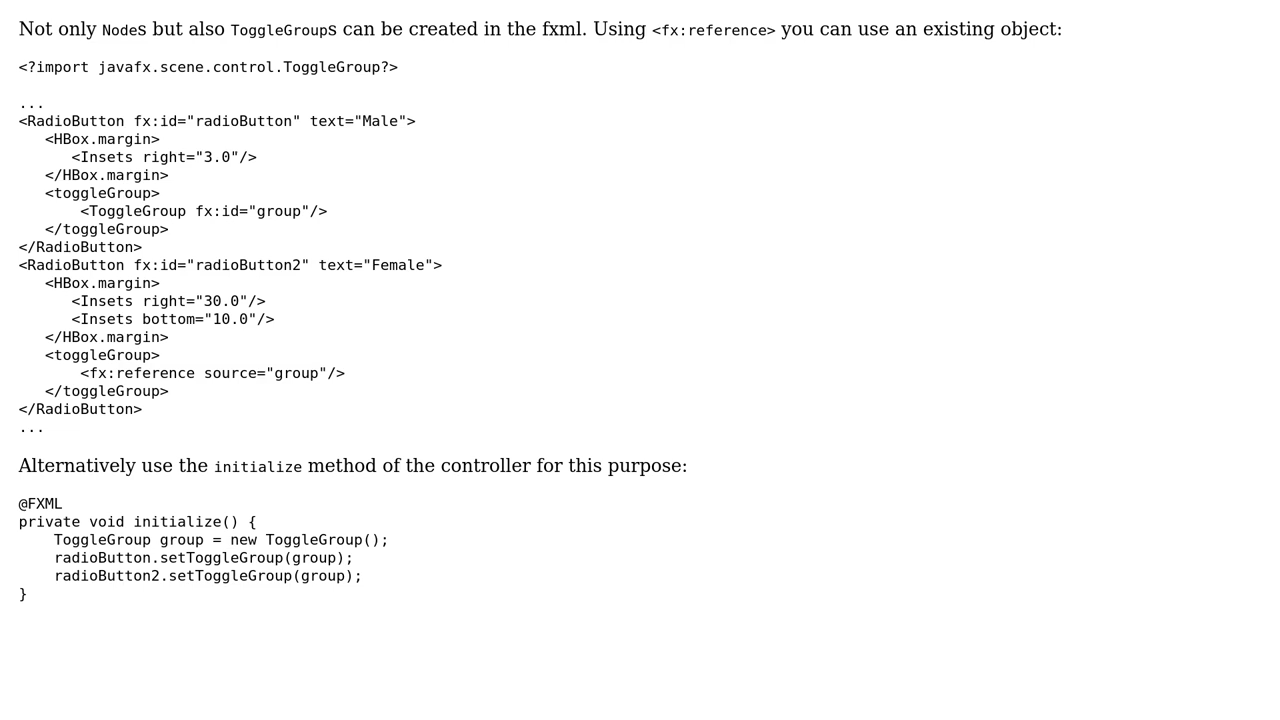 Not only Nodes but also ToggleGroups can be created in the fxml. Using <fx:reference> you can use an existing object:
<?import javafx.scene.control.ToggleGroup?>
...
<RadioButton fx:id="radioButton" text="Male">
   <HBox.margin>
      <Insets right="3.0"/>
   </HBox.margin>
   <toggleGroup>
       <ToggleGroup fx:id="group"/>
   </toggleGroup>
</RadioButton>
<RadioButton fx:id="radioButton2" text="Female">
   <HBox.margin>
      <Insets right="30.0"/>
      <Insets bottom="10.0"/>
   </HBox.margin>
   <toggleGroup>
       <fx:reference source="group"/>
   </toggleGroup>
</RadioButton>
...
Alternatively use the initialize method of the controller for this purpose:
@FXML
private void initialize() {
    ToggleGroup group = new ToggleGroup();
    radioButton.setToggleGroup(group);
    radioButton2.setToggleGroup(group);
}